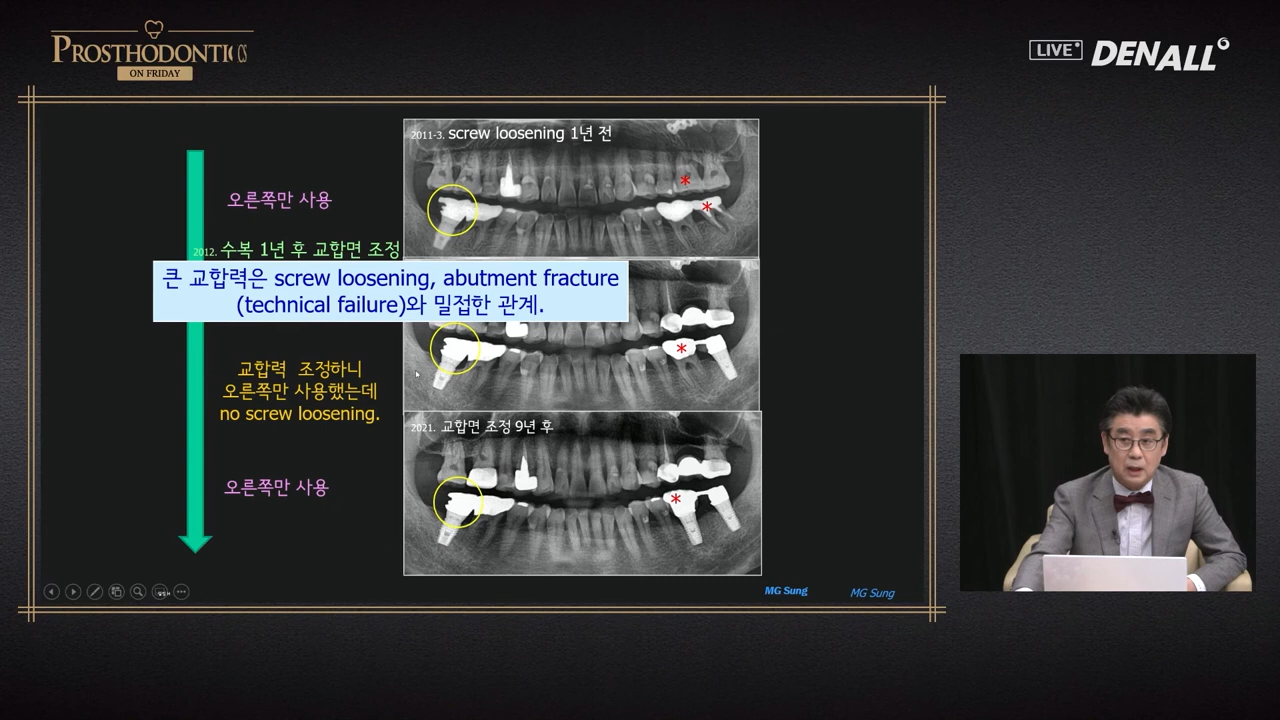 PROSTHODONTICS
ON FRIDAY
LIVE
DENALL
2011-3. screw loosening 1년 전
오른쪽만 사용
2012. 수복 1년 후 교합면 조정
큰 교합력은 screw loosening, abutment fracture
(technical failure)와 밀접한 관계.
교합력 조정하니
오른쪽만 사용했는데
no screw loosening.
2021. 교합면 조정 9년 후
오른쪽만 사용
MG Sung
MG Sung